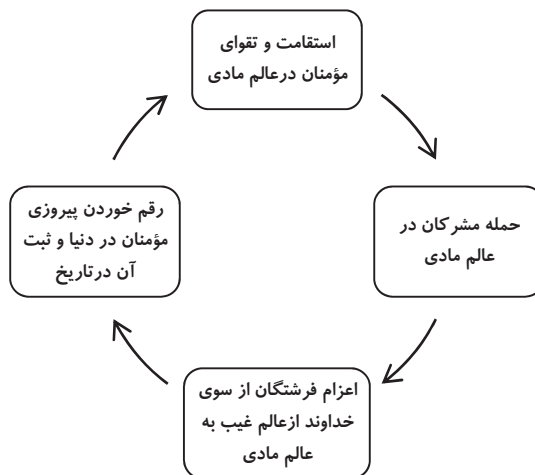 استقامت و تقوای
مؤمنان درعالم مادی
حمله مشرکان در
عالم مادی
اعزام فرشتگان از سوی
خداوند ازعالم غیب به
عالم مادی
رقم خوردن پیروزی
مؤمنان در دنیا و ثبت
آن درتاریخ